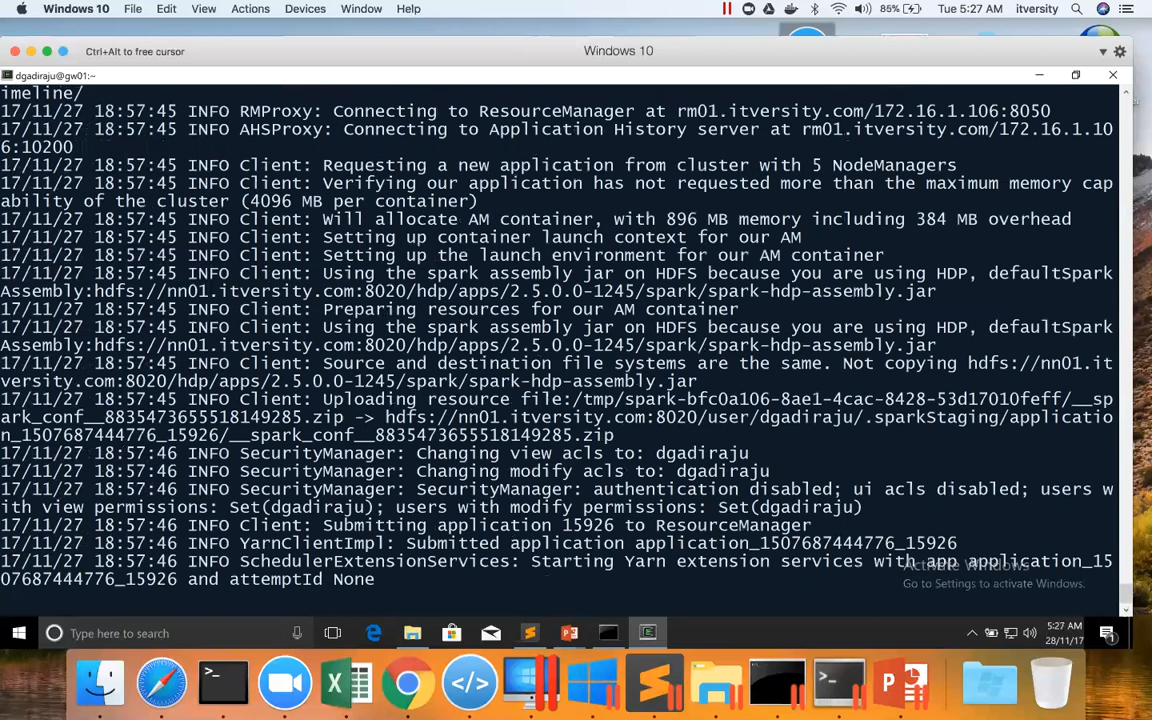 Windows 10 File Edit View Actions Devices Window Help 85% Tue 5:27 AM itversity
Ctrl+Alt to free cursor Windows 10
dgadiraju@gw01:~
imeline/
17/11/27 18:57:45 INFO RMProxy: Connecting to ResourceManager at rm01.itversity.com/172.16.1.106:8050
17/11/27 18:57:45 INFO AHSProxy: Connecting to Application History server at rm01.itversity.com/172.16.1.10
6:10200
17/11/27 18:57:45 INFO Client: Requesting a new application from cluster with 5 NodeManagers
17/11/27 18:57:45 INFO Client: Verifying our application has not requested more than the maximum memory cap
ability of the cluster (4096 MB per container)
17/11/27 18:57:45 INFO Client: Will allocate AM container, with 896 MB memory including 384 MB overhead
17/11/27 18:57:45 INFO Client: Setting up container launch context for our AM
17/11/27 18:57:45 INFO Client: Setting up the launch environment for our AM container
17/11/27 18:57:45 INFO Client: Using the spark assembly jar on HDFS because you are using HDP, defaultSpark
Assembly:hdfs://nn01.itversity.com:8020/hdp/apps/2.5.0.0-1245/spark/spark-hdp-assembly.jar
17/11/27 18:57:45 INFO Client: Preparing resources for our AM container
17/11/27 18:57:45 INFO Client: Using the spark assembly jar on HDFS because you are using HDP, defaultSpark
Assembly:hdfs://nn01.itversity.com:8020/hdp/apps/2.5.0.0-1245/spark/spark-hdp-assembly.jar
17/11/27 18:57:45 INFO Client: Source and destination file systems are the same. Not copying hdfs://nn01.it
versity.com:8020/hdp/apps/2.5.0.0-1245/spark/spark-hdp-assembly.jar
17/11/27 18:57:45 INFO Client: Uploading resource file:/tmp/spark-bfc0a106-8ae1-4cac-8428-53d17010feff/__sp
ark_conf__8835473655518149285.zip -> hdfs://nn01.itversity.com:8020/user/dgadiraju/.sparkStaging/applicatio
n_1507687444776_15926/__spark_conf__8835473655518149285.zip
17/11/27 18:57:46 INFO SecurityManager: Changing view acls to: dgadiraju
17/11/27 18:57:46 INFO SecurityManager: Changing modify acls to: dgadiraju
17/11/27 18:57:46 INFO SecurityManager: SecurityManager: authentication disabled; ui acls disabled; users w
ith view permissions: Set(dgadiraju); users with modify permissions: Set(dgadiraju)
17/11/27 18:57:46 INFO Client: Submitting application 15926 to ResourceManager
17/11/27 18:57:46 INFO YarnClientImpl: Submitted application application_1507687444776_15926
17/11/27 18:57:46 INFO SchedulerExtensionServices: Starting Yarn extension services with app application_15
07687444776_15926 and attemptId None
Activate Windows
Go to Settings to activate Windows.
Type here to search
5:27 AM
28/11/17